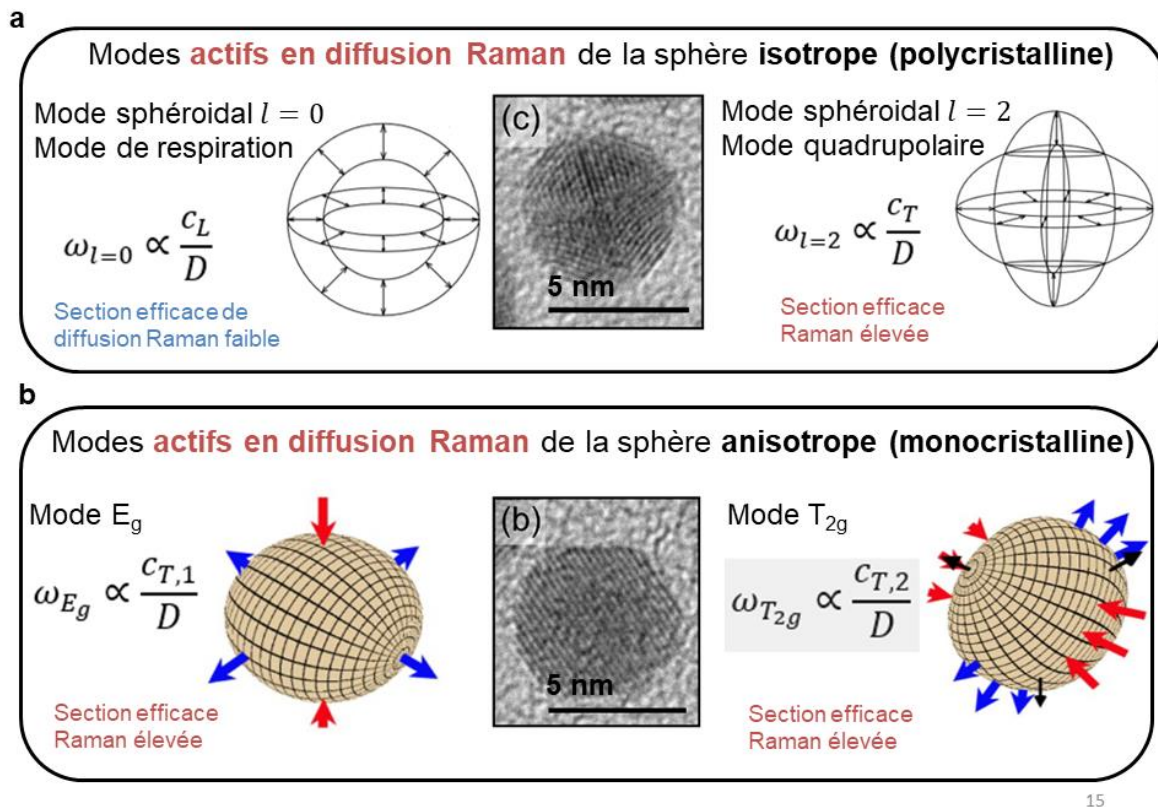 a
Modes actifs en diffusion Raman de la sphère isotrope (polycristalline)
Mode sphéroidal l = 0
Mode de respiration
ω_{l=0} ∝ c_L / D
Section efficace de
diffusion Raman faible
(c)
5 nm
Mode sphéroidal l = 2
Mode quadrupolaire
ω_{l=2} ∝ c_T / D
Section efficace
Raman élevée
b
Modes actifs en diffusion Raman de la sphère anisotrope (monocristalline)
Mode E_g
ω_{E_g} ∝ c_{T,1} / D
Section efficace
Raman élevée
(b)
5 nm
Mode T_{2g}
ω_{T_{2g}} ∝ c_{T,2} / D
Section efficace
Raman élevée
15